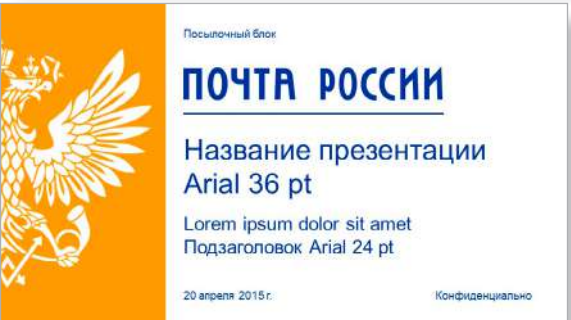 Посылочный блок
ПОЧТА РОССИИ
Название презентации
Arial 36 pt
Lorem ipsum dolor sit amet
Подзаголовок Arial 24 pt
20 апреля 2015 г.
Конфиденциально